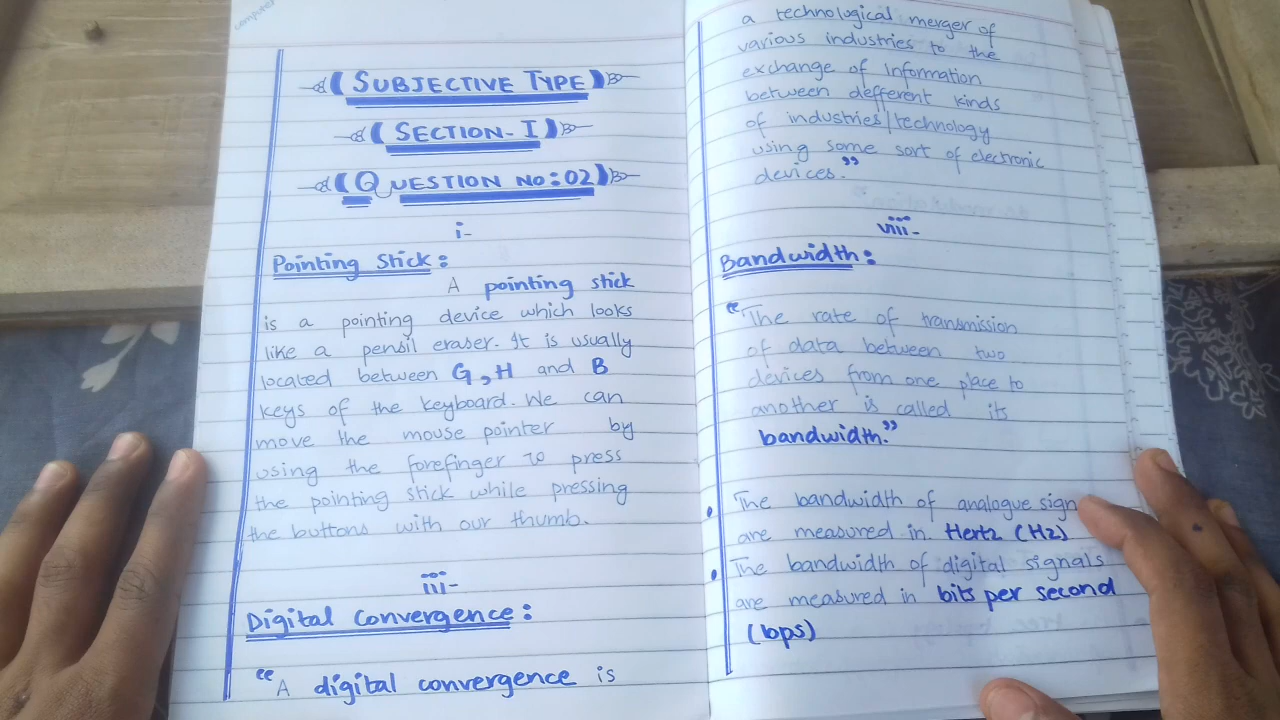 computer
SUBJECTIVE TYPE
SECTION-I
QUESTION NO:02
i-
Pointing Stick:
A pointing stick
is a pointing device which looks
like a pensil eraser. It is usually
located between G,H and B
keys of the keyboard. We can
move the mouse pointer by
using the forefinger to press
the pointing stick while pressing
the buttons with our thumb.
iii-
Digital Convergence:
"A digital convergence is
a technological merger of
various industries to the
exchange of information
between defferent kinds
of industries/technology
using some sort of electronic
devices."
viii-
Bandwidth:
"The rate of transmission
of data between two
devices from one place to
another is called its
bandwidth."
• The bandwidth of analogue sign
are measured in Hertz (Hz)
• The bandwidth of digital signals
are measured in bits per second
(bps)